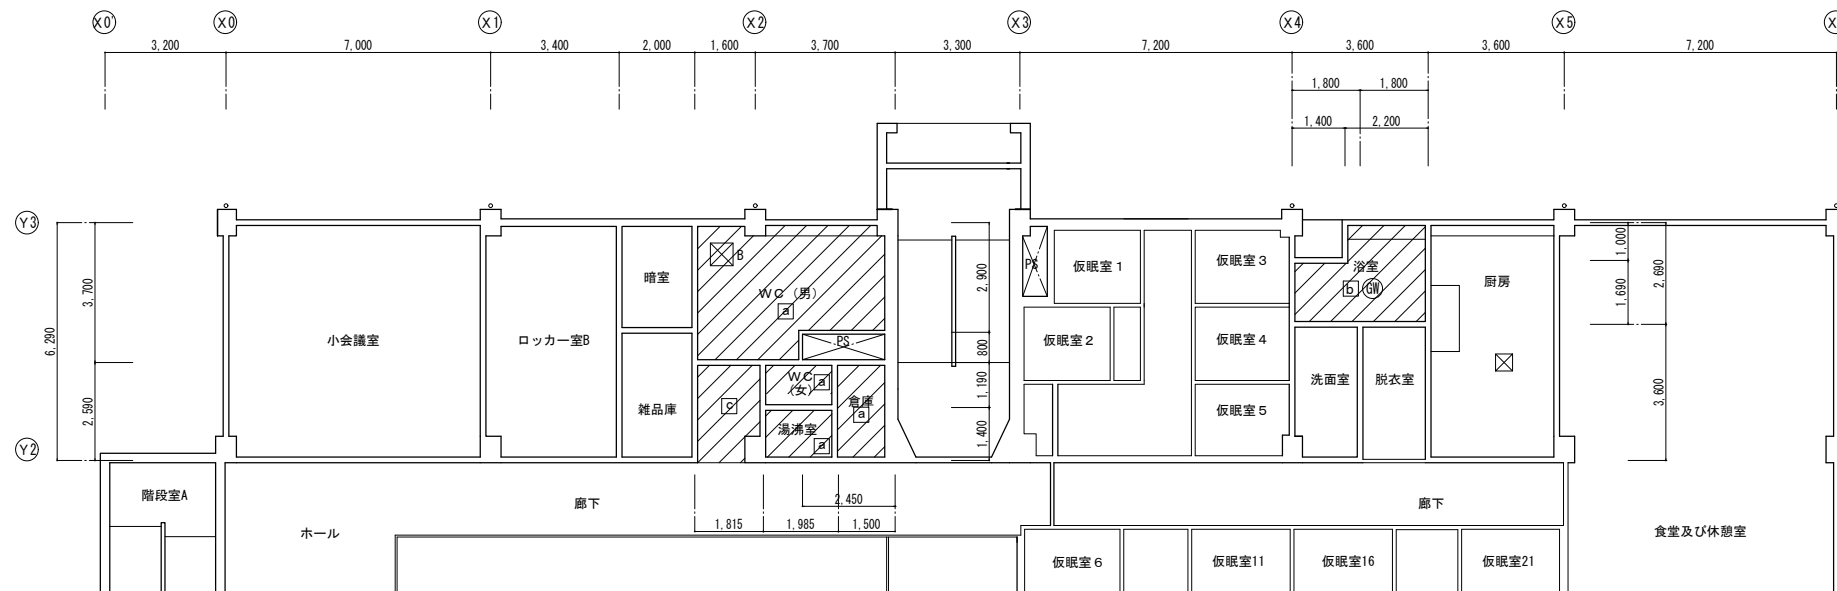 X0' X0 X1 X2 X3 X4 X5
3,200 7,000 3,400 2,000 1,600 3,700 3,300 7,200 3,600 3,600 7,200
1,800 1,800
1,400 2,200
Y3
PS
仮眠室1
仮眠室3
浴室
b GW
厨房
1,000
1,690
2,690
B
暗室
WC（男）
a
3,700
2,900
6,290
小会議室
ロッカー室B
PS
800
仮眠室2
仮眠室4
WC
（女）
a
1,190
洗面室
脱衣室
3,600
2,590
雑品庫
c
倉庫
a
仮眠室5
湯沸室
a
1,400
Y2
階段室A
廊下
2,450
廊下
1,815 1,985 1,500
ホール
食堂及び休憩室
仮眠室6
仮眠室11
仮眠室16
仮眠室21